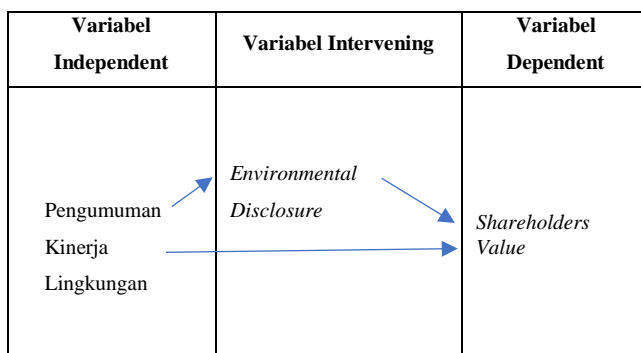 Variabel
Independent
Variabel Intervening
Variabel
Dependent
Pengumuman
Kinerja
Lingkungan
Environmental
Disclosure
Shareholders
Value